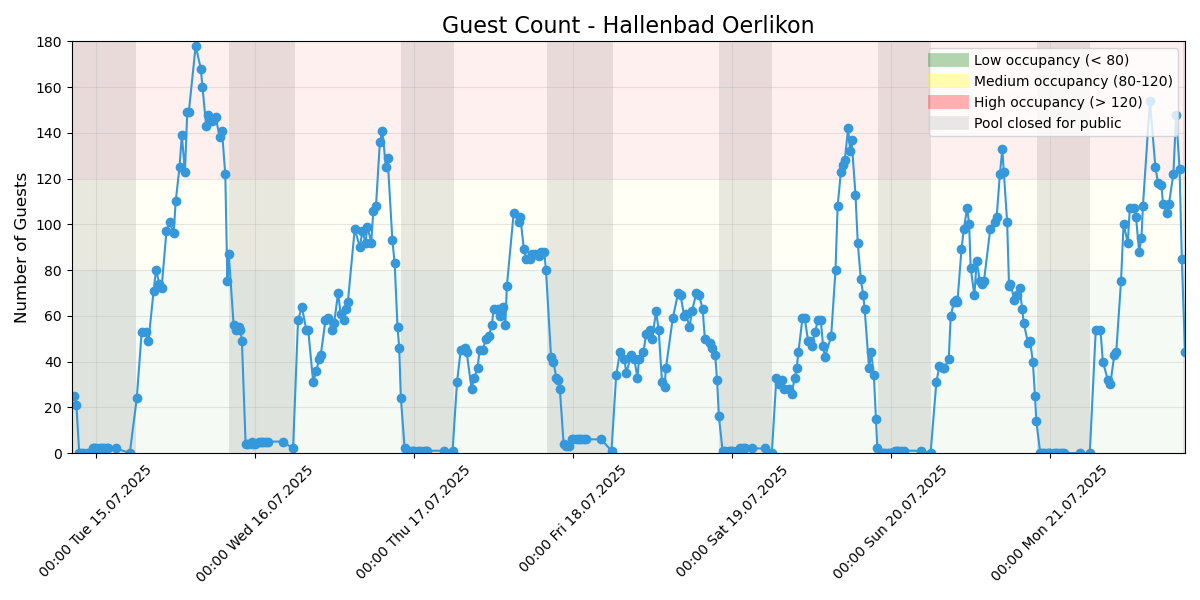 Guest Count - Hallenbad Oerlikon
Number of Guests
180
160
140
120
100
80
60
40
20
0
Low occupancy (< 80)
Medium occupancy (80-120)
High occupancy (> 120)
Pool closed for public
00:00 Tue 15.07.2025
00:00 Wed 16.07.2025
00:00 Thu 17.07.2025
00:00 Fri 18.07.2025
00:00 Sat 19.07.2025
00:00 Sun 20.07.2025
00:00 Mon 21.07.2025